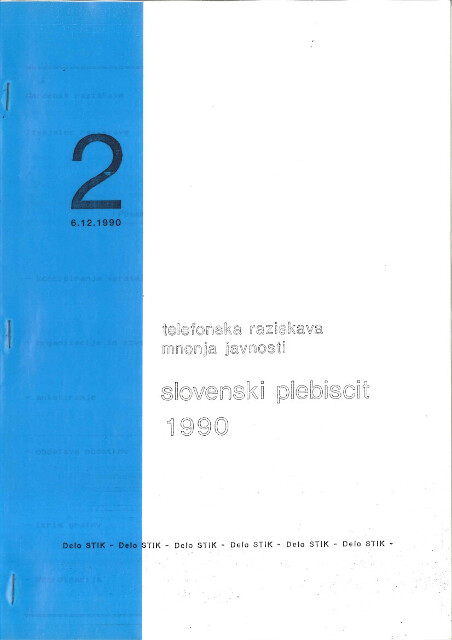 2
6.12.1990
telefonska raziskava
mnenja javnosti
slovenski plebiscit
1990
Delo STIK - Delo STIK - Delo STIK - Delo STIK - Delo STIK - Delo STIK -